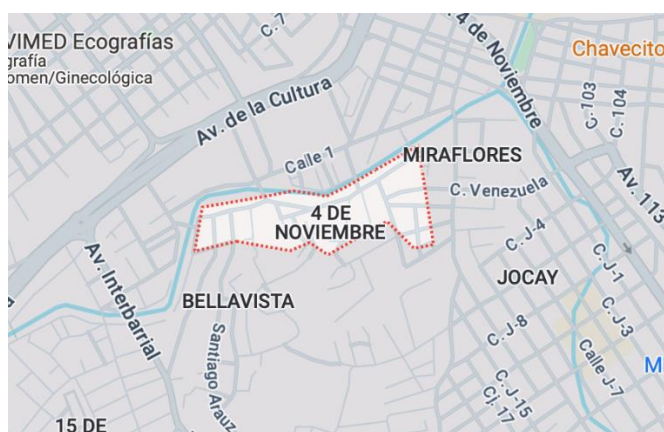 VIMED Ecografías
grafía
omen/Ginecológica
C. 7
Av. 4 de Noviembre
Chavecito
Av. de la Cultura
Calle 1
MIRAFLORES
C. 103
C. 104
C. Venezuela
Av. 113
4 DE
NOVIEMBRE
C. J-4
JOCAY
C. J-1
BELLAVISTA
Av. Interbarrial
Santiago Arauz
C. J-8
C. J-3
Calle J-7
C. J-15
Cj. 17
M
15 DE